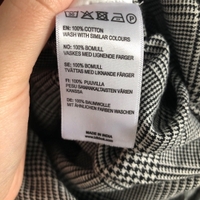 EN: 100% COTTON
WASH WITH SIMILAR COLOURS
NO: 100% BOMULL
VASKES MED LIGNENDE FARGER
SE: 100% BOMULL
TVÄTTAS MED LIKNANDE FÄRGER
FI: 100% PUUVILLA
PESU SAMANKALTAISTEN VÄRIEN
KANSSA
DE: 100% BAUMWOLLE
MIT ÄHNLICHEN FARBEN WASCHEN
MADE IN